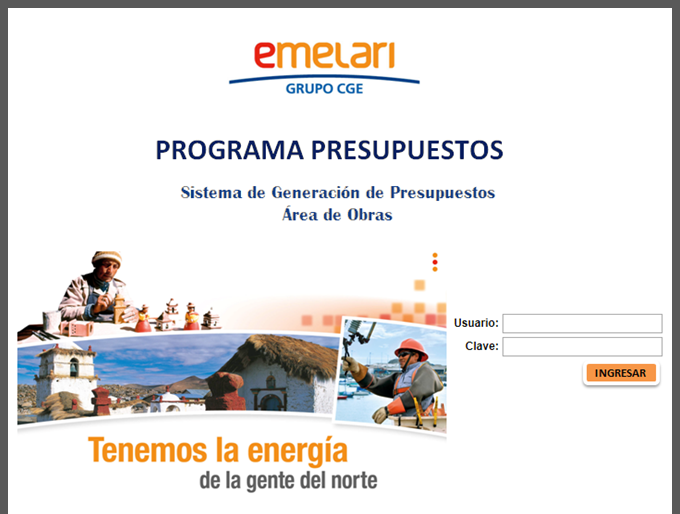 emelari
GRUPO CGE
PROGRAMA PRESUPUESTOS
Sistema de Generación de Presupuestos
Área de Obras
Usuario:
Clave:
INGRESAR
Tenemos la energía
de la gente del norte